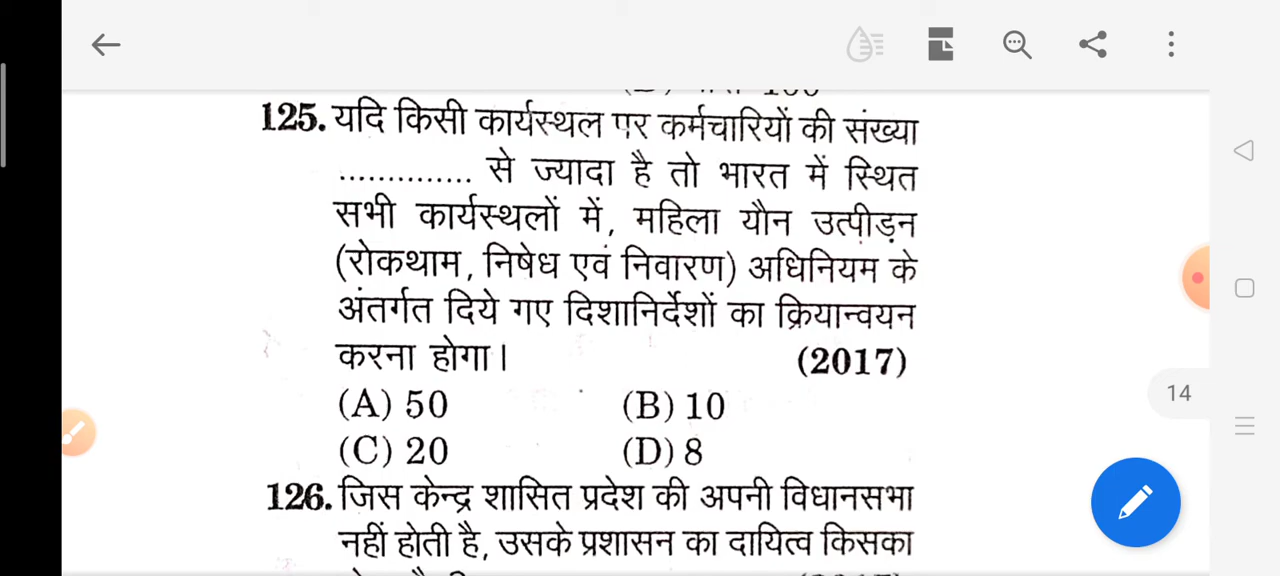 125. यदि किसी कार्यस्थल पर कर्मचारियों की संख्या
.............. से ज्यादा है तो भारत में स्थित
सभी कार्यस्थलों में, महिला यौन उत्पीड़न
(रोकथाम, निषेध एवं निवारण) अधिनियम के
अंतर्गत दिये गए दिशानिर्देशों का क्रियान्वयन
करना होगा। (2017)
(A) 50 (B) 10
(C) 20 (D) 8
14
126. जिस केन्द्र शासित प्रदेश की अपनी विधानसभा
नहीं होती है, उसके प्रशासन का दायित्व किसका